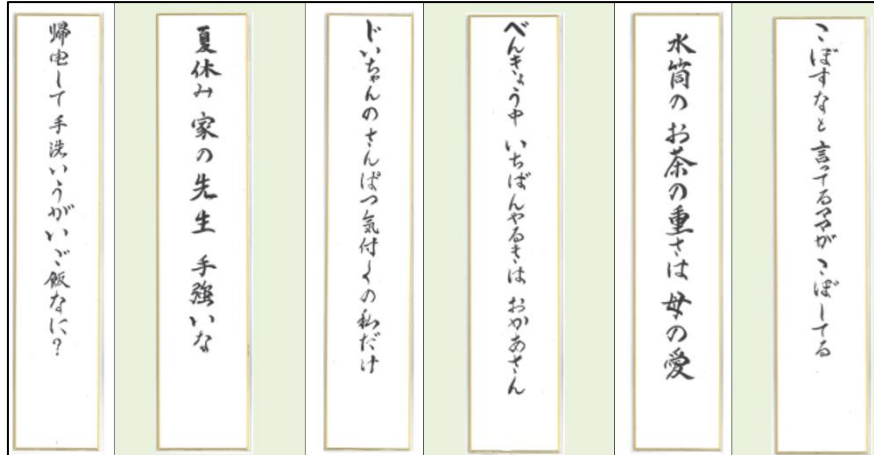 こぼすなと言ってるママがこぼしてる
水筒の お茶の重さは 母の愛
べんきょう中 いちばんやるきは おかあさん
じいちゃんの さんぱつ気付くの 私だけ
夏休み 家の先生 手強いな
帰宅して 手洗いうがい ご飯なに？